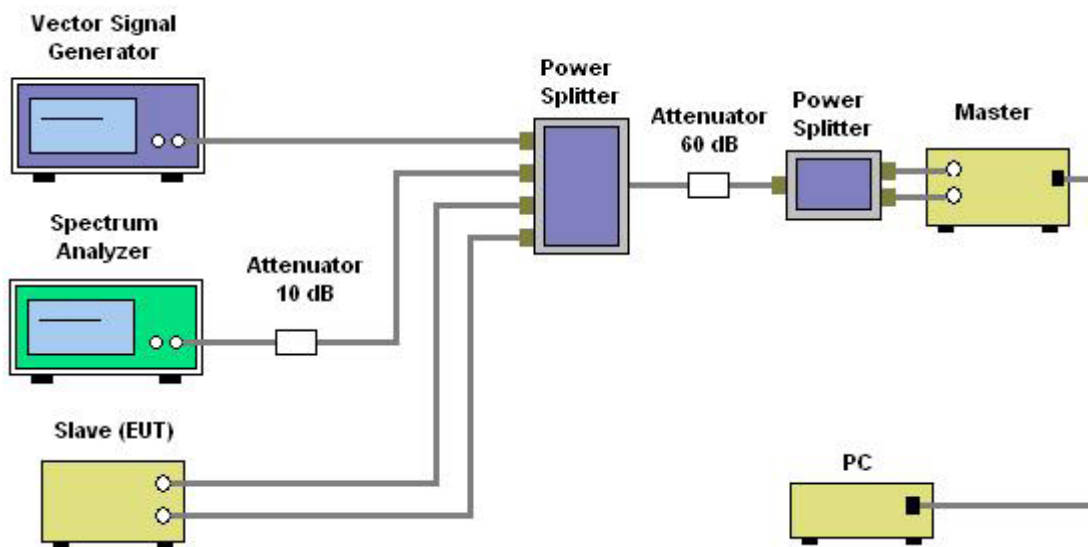 Vector Signal
Generator
Power
Splitter
Attenuator
60 dB
Power
Splitter
Master
Spectrum
Analyzer
Attenuator
10 dB
Slave (EUT)
PC